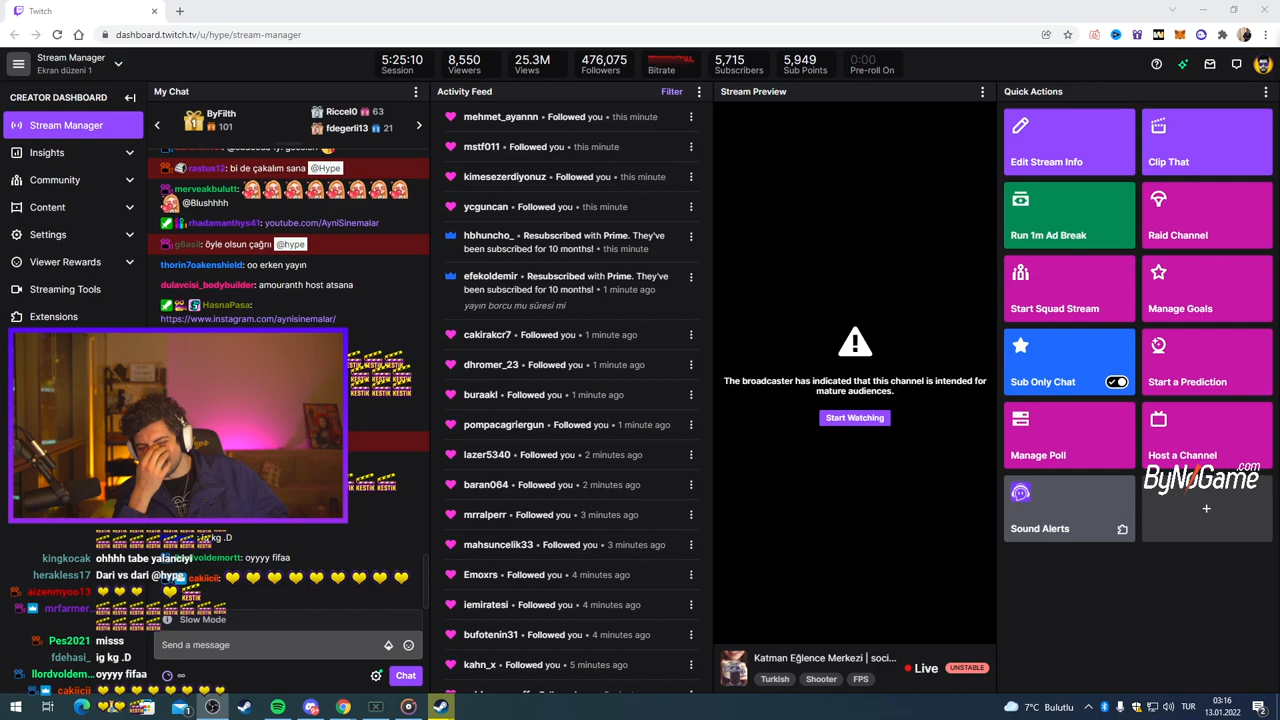 Twitch
dashboard.twitch.tv/u/hype/stream-manager
Stream Manager
Ekran düzeni 1
5:25:10
Session
8,550
Viewers
25.3M
Views
476,075
Followers
Bitrate
5,715
Subscribers
5,949
Sub Points
0:00
Pre-roll On
CREATOR DASHBOARD
Stream Manager
Insights
Community
Content
Settings
Viewer Rewards
Streaming Tools
Extensions
My Chat
ByFilth
101
Riccel0 63
fdegerli13 21
rastus12: bi de çakalım sana @Hype
merveakbulutt:
@Blushhhh
rhadamanthys41: youtube.com/AyniSinemalar
g6asil: öyle olsun çağrıı @hype
thorin7oakenshield: oo erken yayın
dulavcisi_bodybuilder: amouranth host atsana
HasnaPasa:
https://www.instagram.com/aynisinemalar/
KESTIK KESTIK KESTIK
ig kg .D
oyyyy fifaa
cakiicii:
Slow Mode
Send a message
Chat
kingkocak ohhhh tabe yalanciyi
herakless17 Dari vs dari @hype
aizenmyoo13
mrfarmer
Pes2021 misss
fdehasi_ ig kg .D
llordvoldem... oyyyy fifaa
cakiicii
Activity Feed
Filter
mehmet_ayannn • Followed you • this minute
mstf011 • Followed you • this minute
kimesezerdiyonuz • Followed you • this minute
ycguncan • Followed you • this minute
hbhuncho_ • Resubscribed with Prime. They've
been subscribed for 10 months! • this minute
efekoldemir • Resubscribed with Prime. They've
been subscribed for 10 months! • 1 minute ago
yayın borcu mu süresi mi
cakirakcr7 • Followed you • 1 minute ago
dhromer_23 • Followed you • 1 minute ago
buraakl • Followed you • 1 minute ago
pompacagriergun • Followed you • 1 minute ago
lazer5340 • Followed you • 2 minutes ago
baran064 • Followed you • 2 minutes ago
mrralperr • Followed you • 3 minutes ago
mahsuncelik33 • Followed you • 3 minutes ago
Emoxrs • Followed you • 4 minutes ago
iemiratesi • Followed you • 4 minutes ago
bufotenin31 • Followed you • 4 minutes ago
kahn_x • Followed you • 5 minutes ago
Stream Preview
The broadcaster has indicated that this channel is intended for
mature audiences.
Start Watching
Katman Eğlence Merkezi | soci...
Turkish
Shooter
FPS
Live
UNSTABLE
Quick Actions
Edit Stream Info
Clip That
Run 1m Ad Break
Raid Channel
Start Squad Stream
Manage Goals
Sub Only Chat
Start a Prediction
Manage Poll
Host a Channel
ByNoGame.com
Sound Alerts
+
7°C Bulutlu
TUR
03:16
13.01.2022